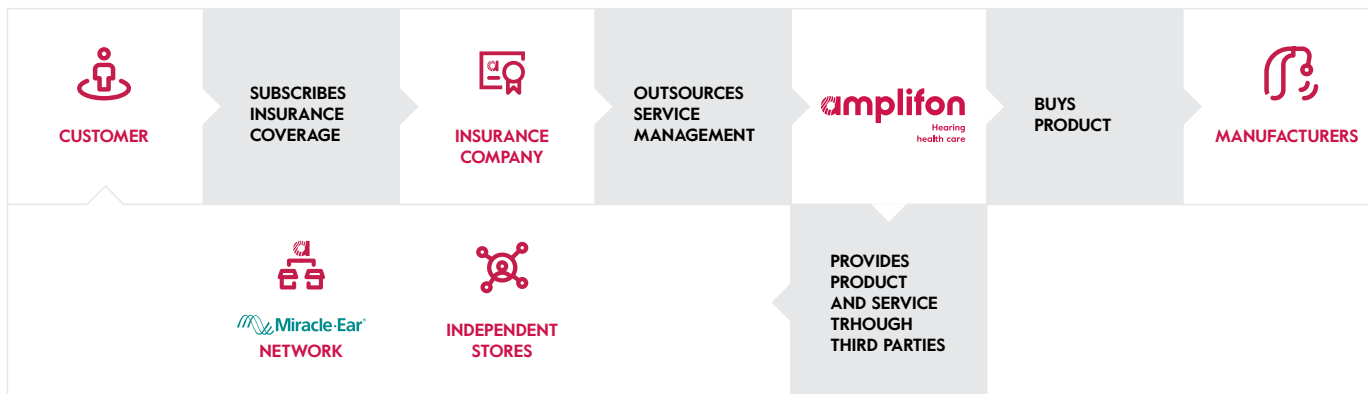 CUSTOMER
SUBSCRIBES
INSURANCE
COVERAGE
INSURANCE
COMPANY
OUTSOURCES
SERVICE
MANAGEMENT
amplifon
Hearing
health care
BUYS
PRODUCT
MANUFACTURERS
Miracle-Ear®
NETWORK
INDEPENDENT
STORES
PROVIDES
PRODUCT
AND SERVICE
TRHOUGH
THIRD PARTIES